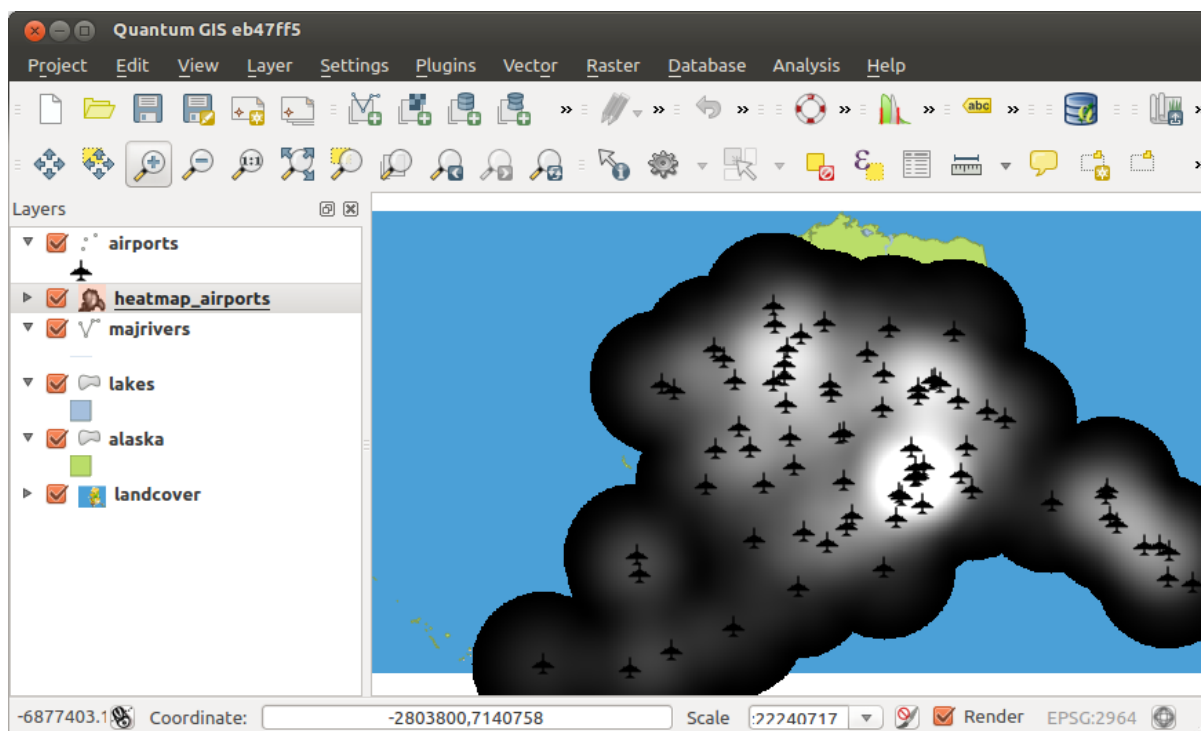 Quantum GIS eb47ff5
Project Edit View Layer Settings Plugins Vector Raster Database Analysis Help
» » » » » » »
1:1 »
abc
Layers
airports
heatmap_airports
majrivers
lakes
alaska
landcover
-6877403.1 Coordinate: -2803800,7140758 Scale :22240717 Render EPSG:2964